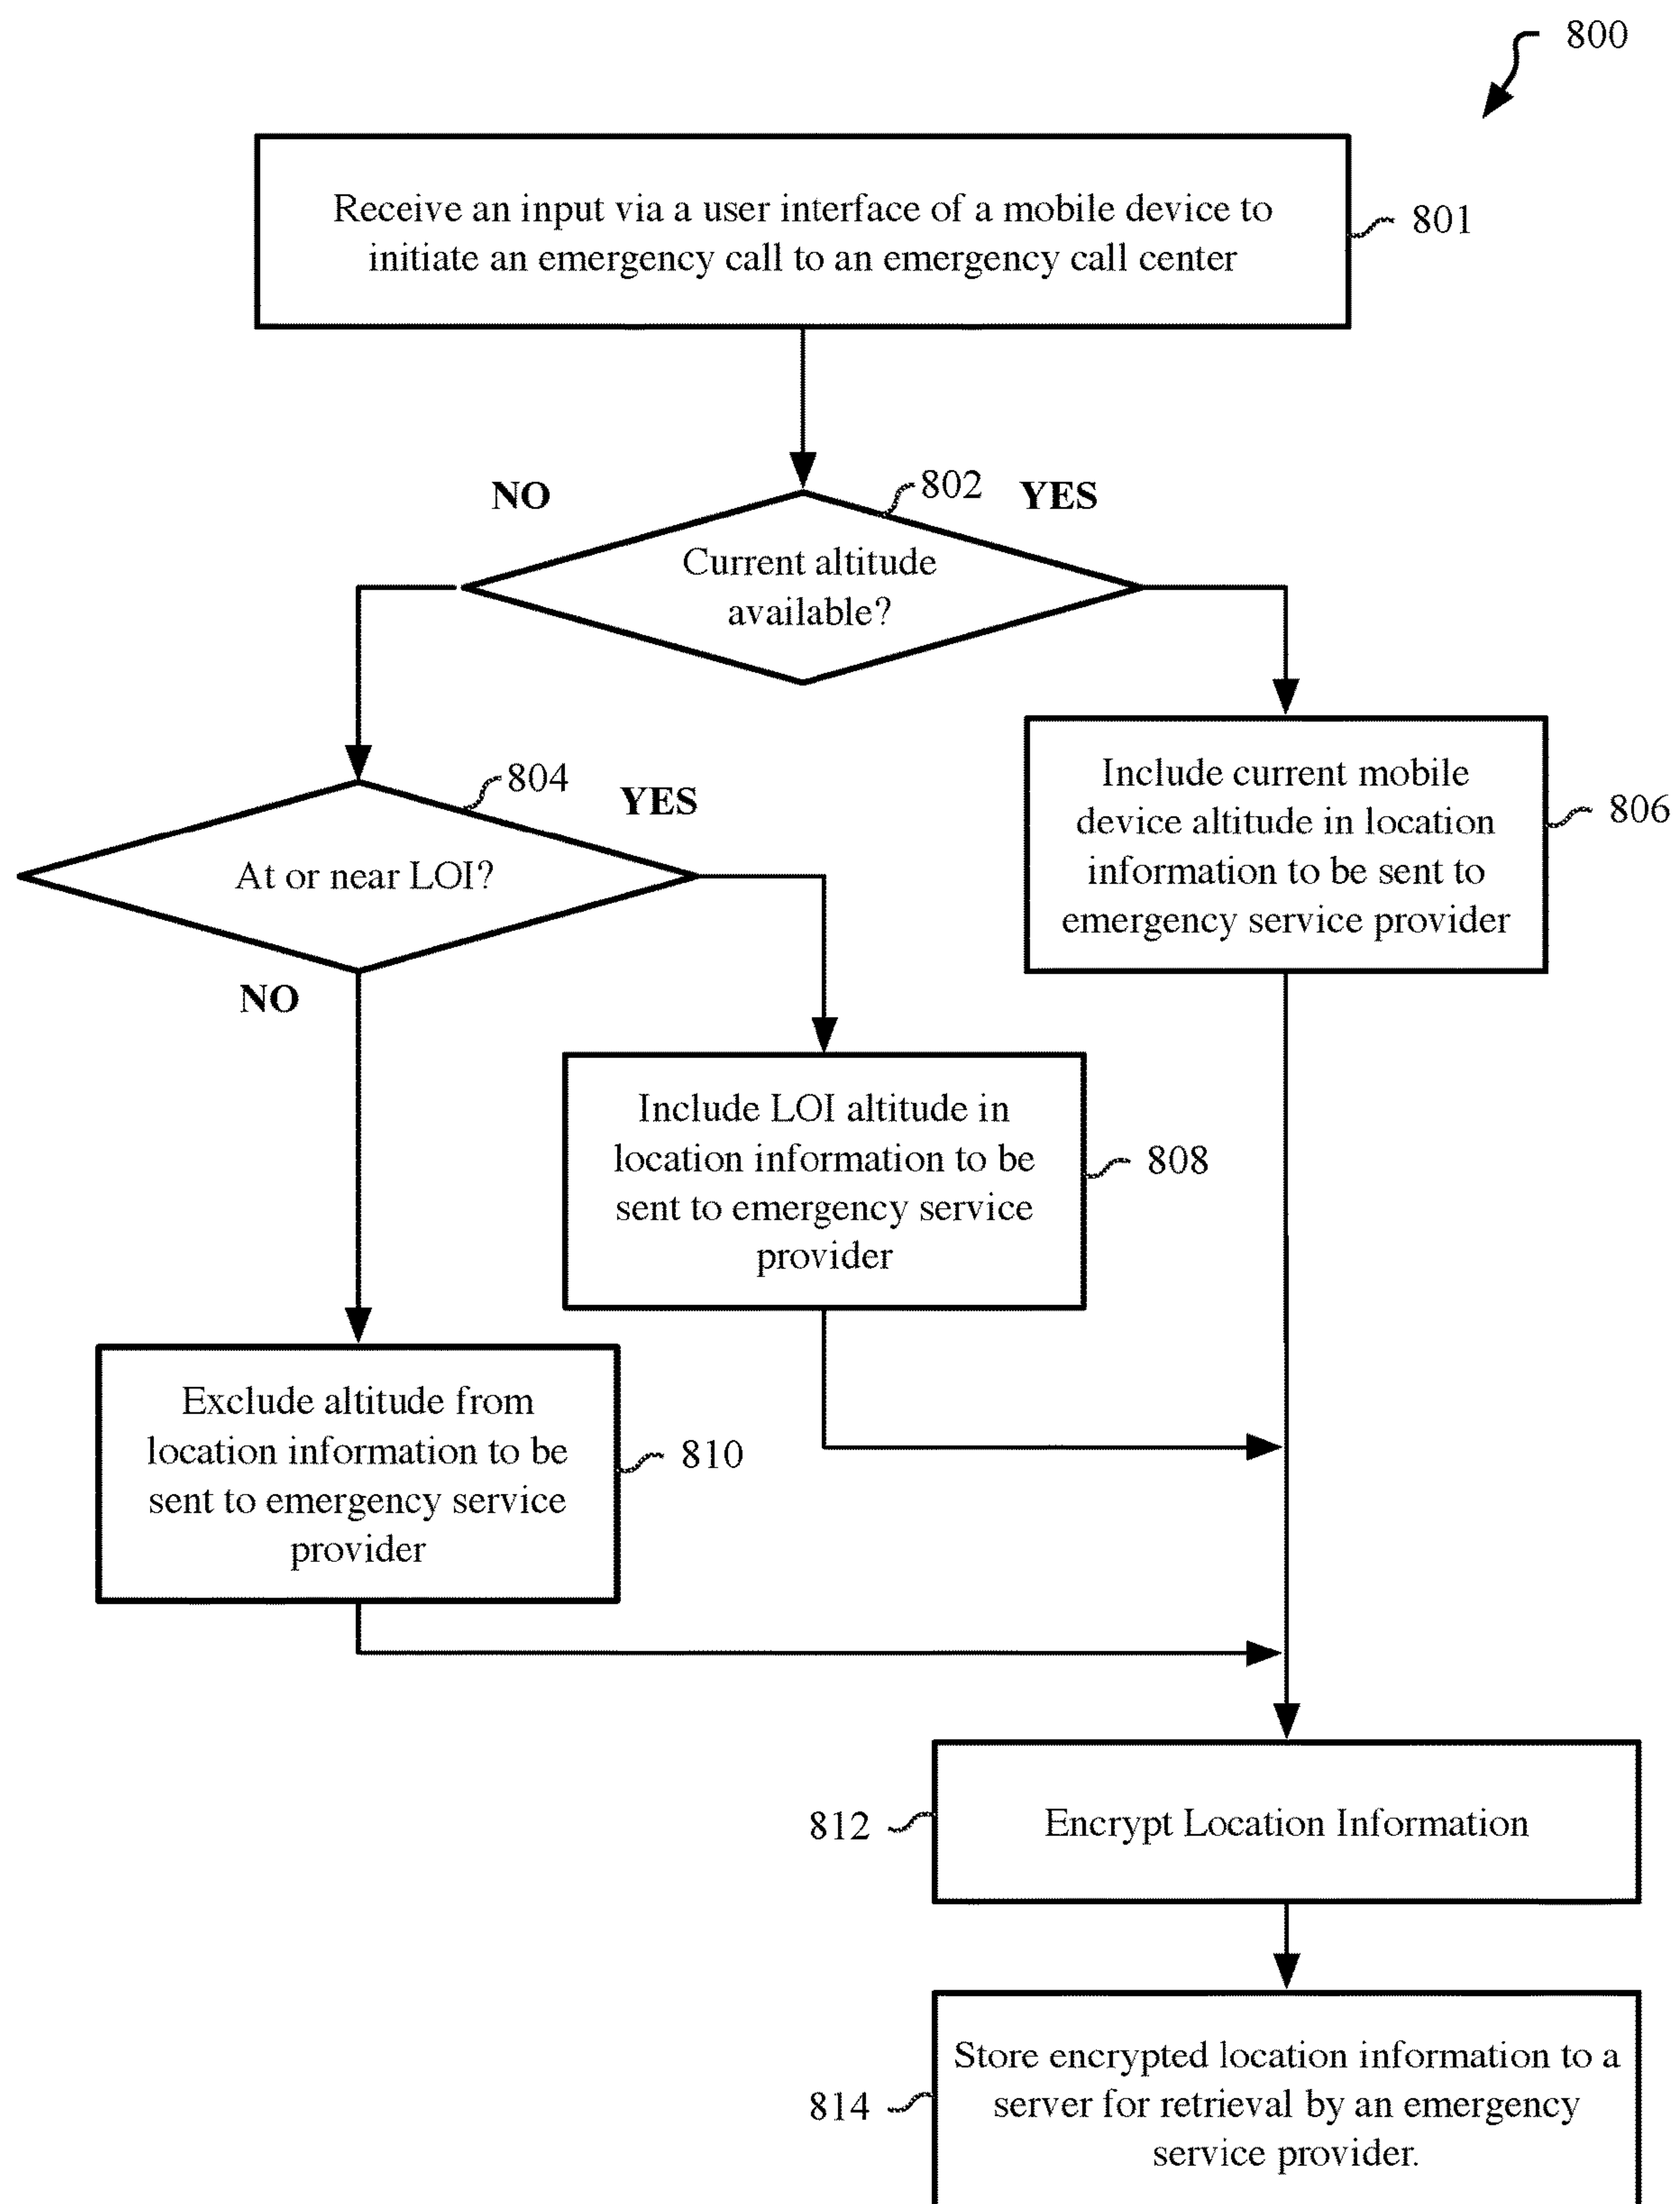 800
Receive an input via a user interface of a mobile device to
initiate an emergency call to an emergency call center
801
NO
802
YES
Current altitude
available?
804
YES
At or near LOI?
NO
Include current mobile
device altitude in location
information to be sent to
emergency service provider
806
Include LOI altitude in
location information to be
sent to emergency service
provider
808
Exclude altitude from
location information to be
sent to emergency service
provider
810
812
Encrypt Location Information
814
Store encrypted location information to a
server for retrieval by an emergency
service provider.